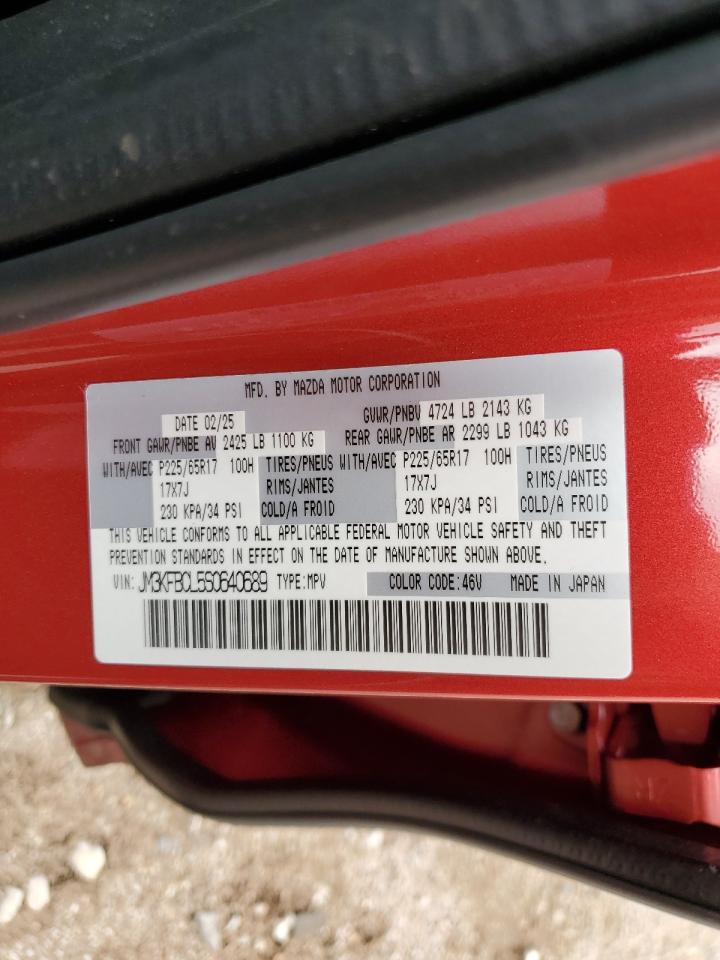 MFD. BY MAZDA MOTOR CORPORATION
DATE 02/25 GVWR/PNBV 4724 LB 2143 KG
FRONT GAWR/PNBE AV 2425 LB 1100 KG REAR GAWR/PNBE AR 2299 LB 1043 KG
WITH/AVEC P225/65R17 100H TIRES/PNEUS WITH/AVEC P225/65R17 100H TIRES/PNEUS
17X7J RIMS/JANTES 17X7J RIMS/JANTES
230 KPA/34 PSI COLD/A FROID 230 KPA/34 PSI COLD/A FROID
THIS VEHICLE CONFORMS TO ALL APPLICABLE FEDERAL MOTOR VEHICLE SAFETY AND THEFT
PREVENTION STANDARDS IN EFFECT ON THE DATE OF MANUFACTURE SHOWN ABOVE.
VIN: JM3KFBCL5S0640689 TYPE:MPV COLOR CODE:46V MADE IN JAPAN